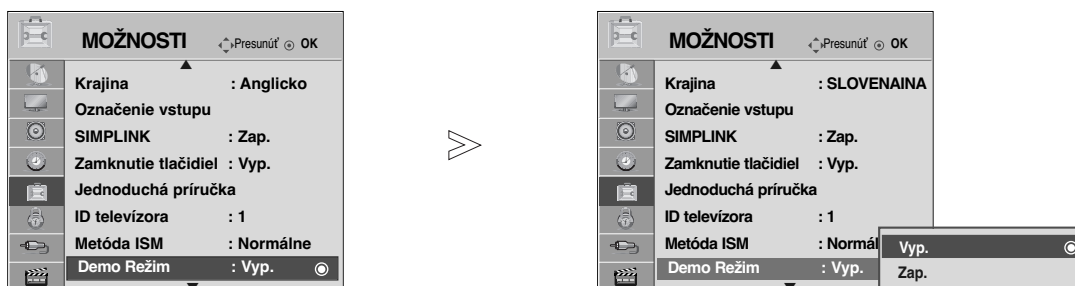 MOŽNOSTI Presunúť OK
Krajina : Anglicko
Označenie vstupu
SIMPLINK : Zap.
Zamknutie tlačidiel : Vyp.
Jednoduchá príručka
ID televízora : 1
Metóda ISM : Normálne
Demo Režim : Vyp.
MOŽNOSTI Presunúť OK
Krajina : SLOVENAINA
Označenie vstupu
SIMPLINK : Zap.
Zamknutie tlačidiel : Vyp.
Jednoduchá príručka
ID televízora : 1
Metóda ISM : Normál
Demo Režim : Vyp.
Vyp.
Zap.